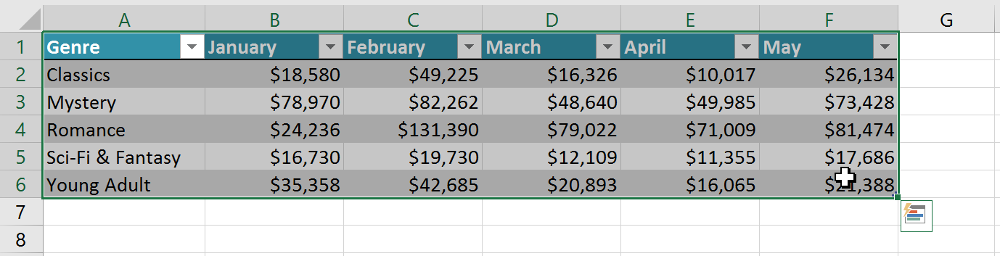 A B C D E F G
1 Genre January February March April May
2 Classics $18,580 $49,225 $16,326 $10,017 $26,134
3 Mystery $78,970 $82,262 $48,640 $49,985 $73,428
4 Romance $24,236 $131,390 $79,022 $71,009 $81,474
5 Sci-Fi & Fantasy $16,730 $19,730 $12,109 $11,355 $17,686
6 Young Adult $35,358 $42,685 $20,893 $16,065 $21,388
7
8